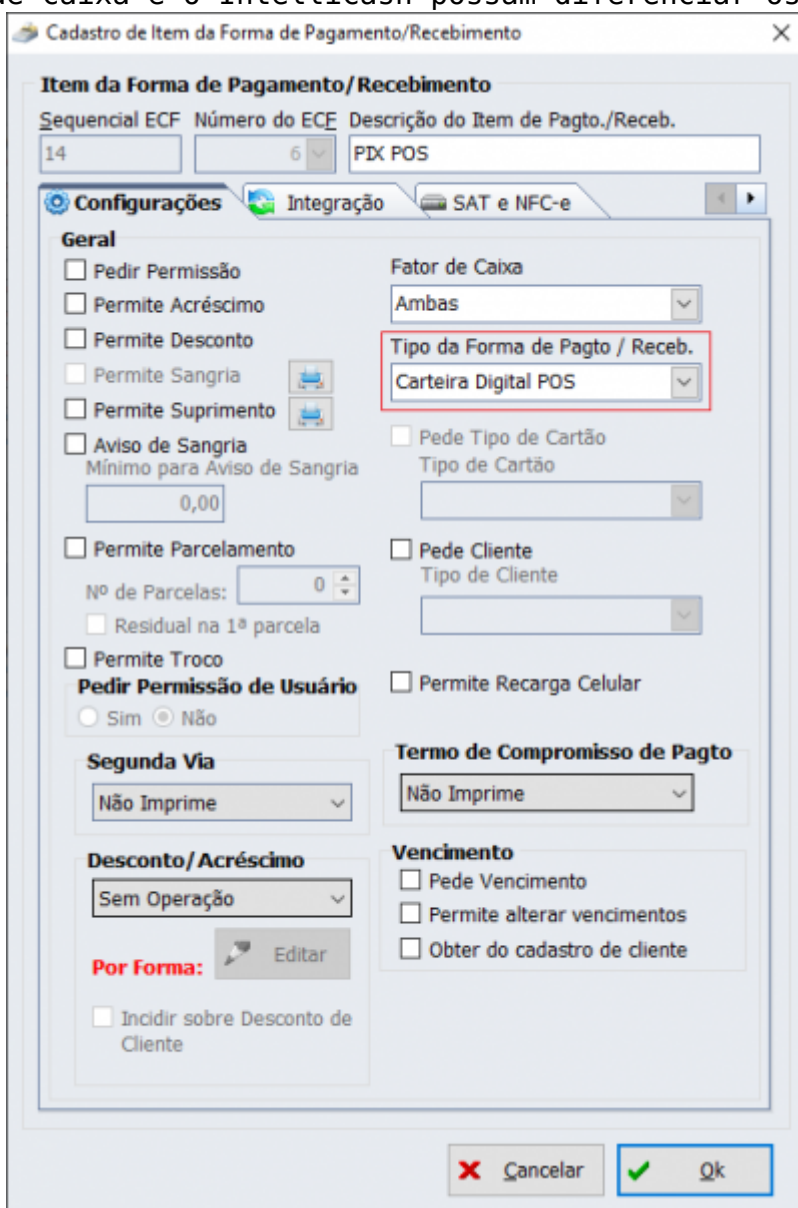 de caixa e o Intellicash possam diferenciar os
Cadastro de Item da Forma de Pagamento/Recebimento
Item da Forma de Pagamento/Recebimento
Sequencial ECF Número do ECF Descrição do Item de Pagto./Receb.
14 6 PIX POS
Configurações Integração SAT e NFC-e
Geral
Pedir Permissão Fator de Caixa
Permite Acréscimo Ambas
Permite Desconto Tipo da Forma de Pagto / Receb.
Permite Sangria Carteira Digital POS
Permite Suprimento
Aviso de Sangria Pede Tipo de Cartão
Mínimo para Aviso de Sangria Tipo de Cartão
0,00
Permite Parcelamento Pede Cliente
Nº de Parcelas: 0 Tipo de Cliente
Residual na 1ª parcela
Permite Troco
Pedir Permissão de Usuário Permite Recarga Celular
Sim Não
Segunda Via Termo de Compromisso de Pagto
Não Imprime Não Imprime
Desconto/Acréscimo Vencimento
Sem Operação Pede Vencimento
Permite alterar vencimentos
Por Forma: Editar Obter do cadastro de cliente
Incidir sobre Desconto de
Cliente
Cancelar Ok